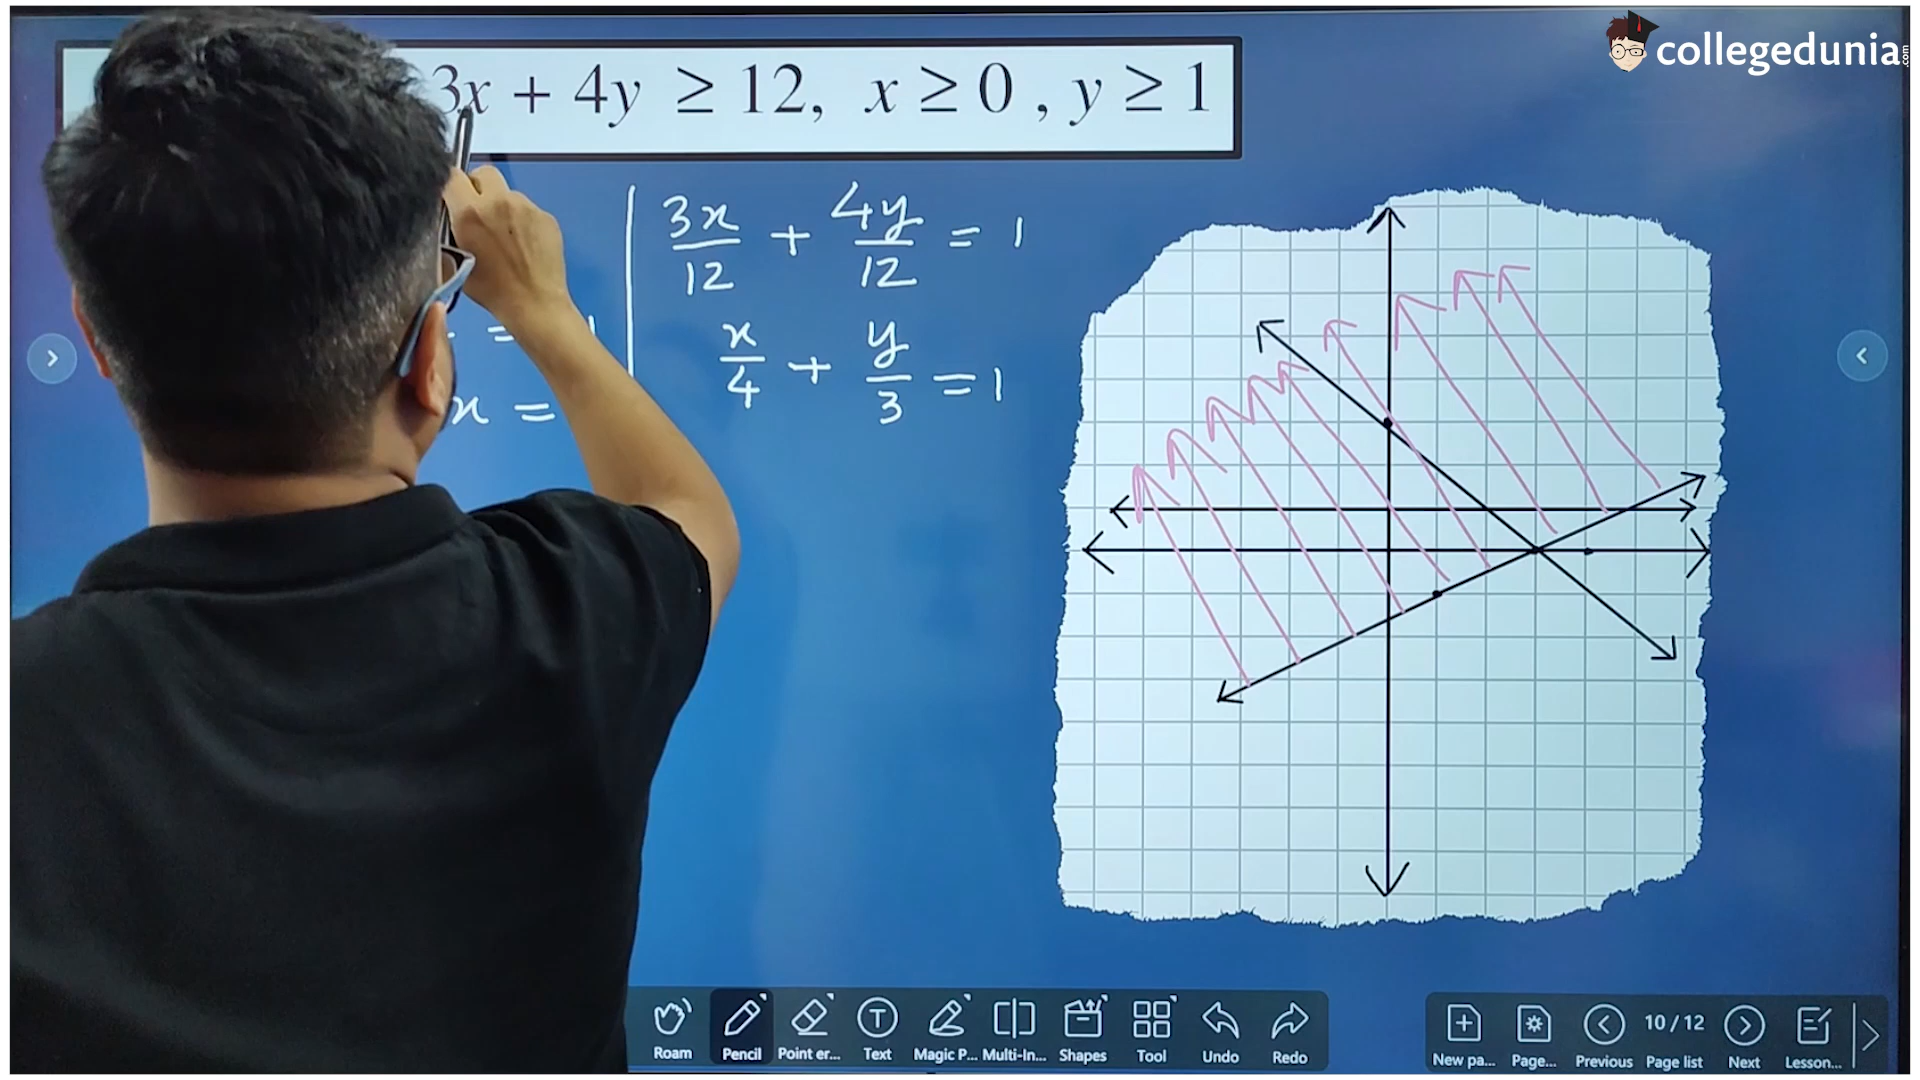 collegedunia
.com
3x + 4y ≥ 12, x ≥ 0 , y ≥ 1
3x/12 + 4y/12 = 1
x/4 + y/3 = 1
x =
Roam Pencil Point er... Text Magic P... Multi-In... Shapes Tool Undo Redo
New pa... Page... Previous 10 / 12 Page list Next Lesson...